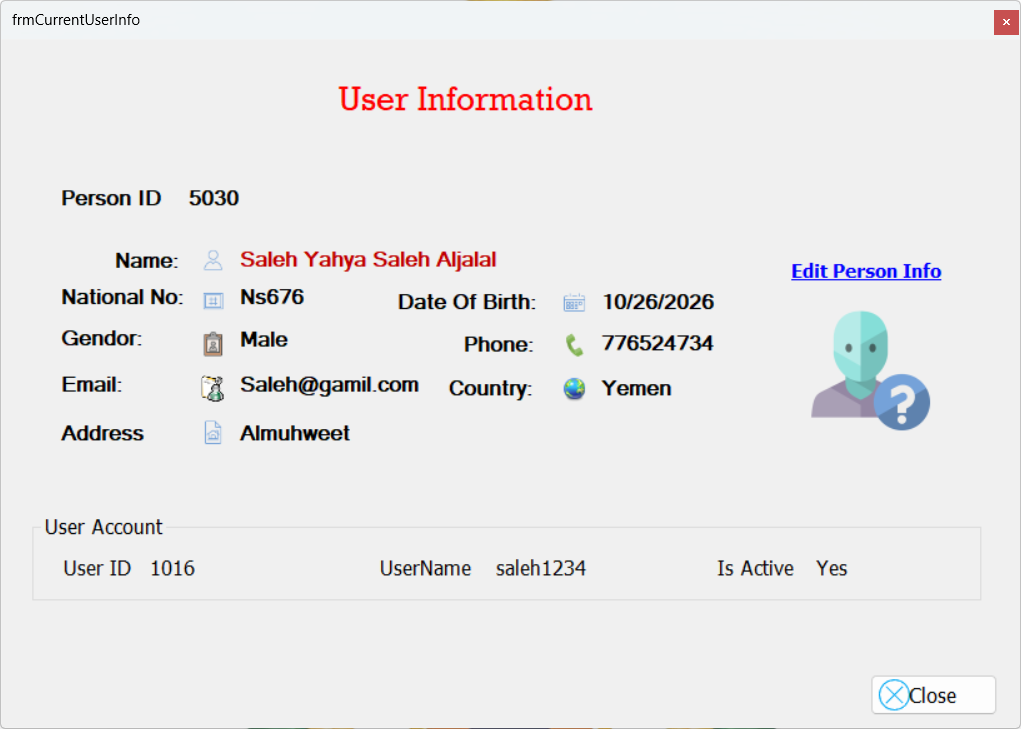 frmCurrentUserInfo
User Information
Person ID 5030
Name: Saleh Yahya Saleh Aljalal
Edit Person Info
National No: Ns676 Date Of Birth: 10/26/2026
Gendor: Male Phone: 776524734
Email: Saleh@gamil.com Country: Yemen
Address Almuhweet
User Account
User ID 1016 UserName saleh1234 Is Active Yes
Close